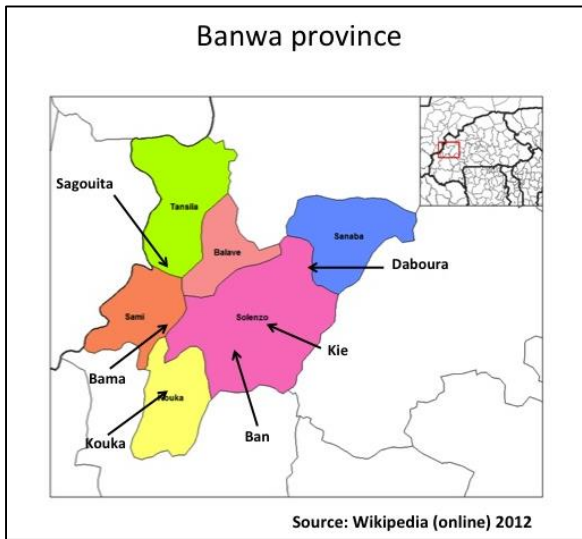 Banwa province
Sagouita
Tansila
Balave
Sanaba
Daboura
Sami
Solenzo
Kie
Bama
Kouka
Kouka
Ban
Source: Wikipedia (online) 2012